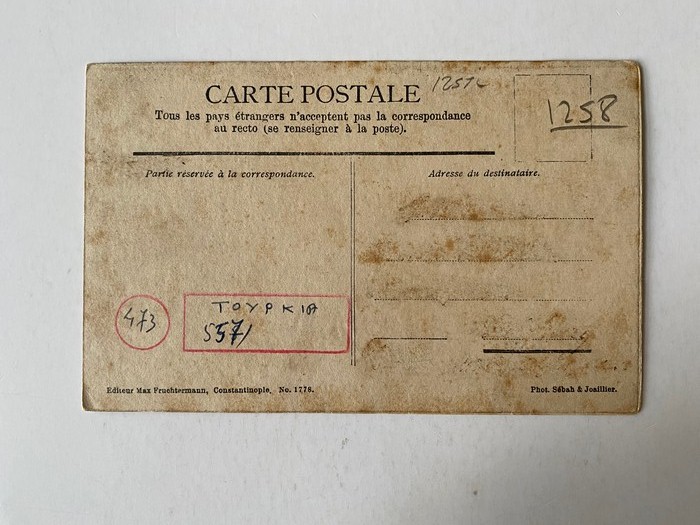 CARTE POSTALE
Tous les pays étrangers n'acceptent pas la correspondance
au recto (se renseigner à la poste).
1258
Partie réservée à la correspondance.
Adresse du destinataire.
473
ΤΟΥΡΚΙΑ
5571
Editeur Max Fruchtermann, Constantinople, No. 1778.
Phot. Sébah & Joaillier.